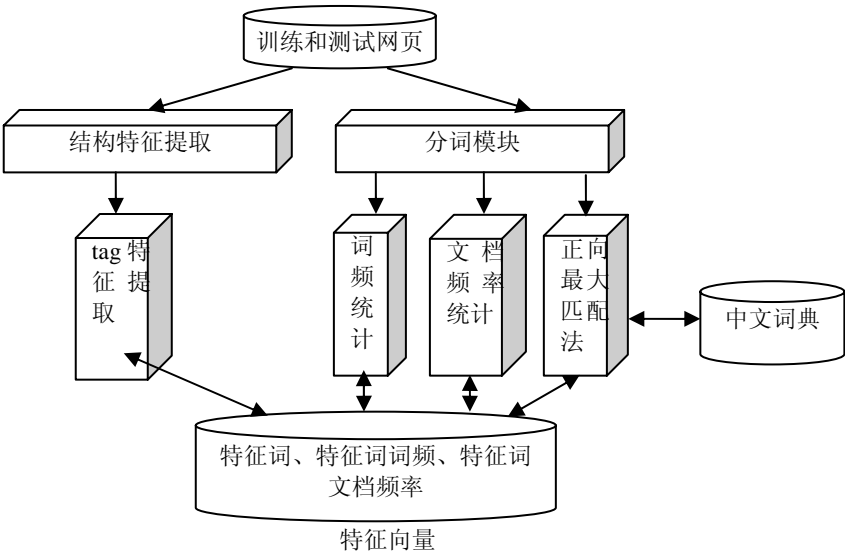 训练和测试网页
结构特征提取
分词模块
tag 特
征 提
取
词
频
统
计
文 档
频 率
统计
正向
最大
匹配
法
中文词典
特征词、特征词词频、特征词
文档频率
特征向量